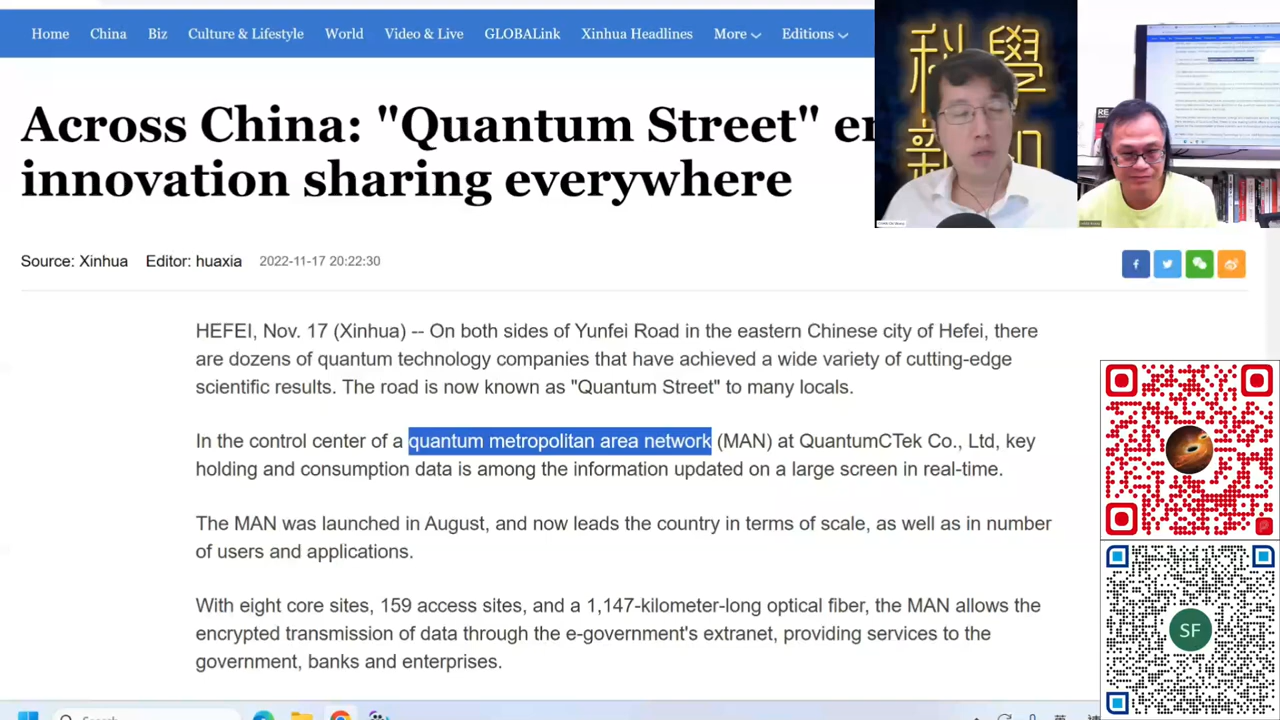 Home China Biz Culture & Lifestyle World Video & Live GLOBALink Xinhua Headlines More Editions
Across China: "Quantum Street" en
innovation sharing everywhere
科學
新知
Source: Xinhua Editor: huaxia 2022-11-17 20:22:30
HEFEI, Nov. 17 (Xinhua) -- On both sides of Yunfei Road in the eastern Chinese city of Hefei, there
are dozens of quantum technology companies that have achieved a wide variety of cutting-edge
scientific results. The road is now known as "Quantum Street" to many locals.
In the control center of a quantum metropolitan area network (MAN) at QuantumCTek Co., Ltd, key
holding and consumption data is among the information updated on a large screen in real-time.
The MAN was launched in August, and now leads the country in terms of scale, as well as in number
of users and applications.
With eight core sites, 159 access sites, and a 1,147-kilometer-long optical fiber, the MAN allows the
encrypted transmission of data through the e-government's extranet, providing services to the
government, banks and enterprises.
SF